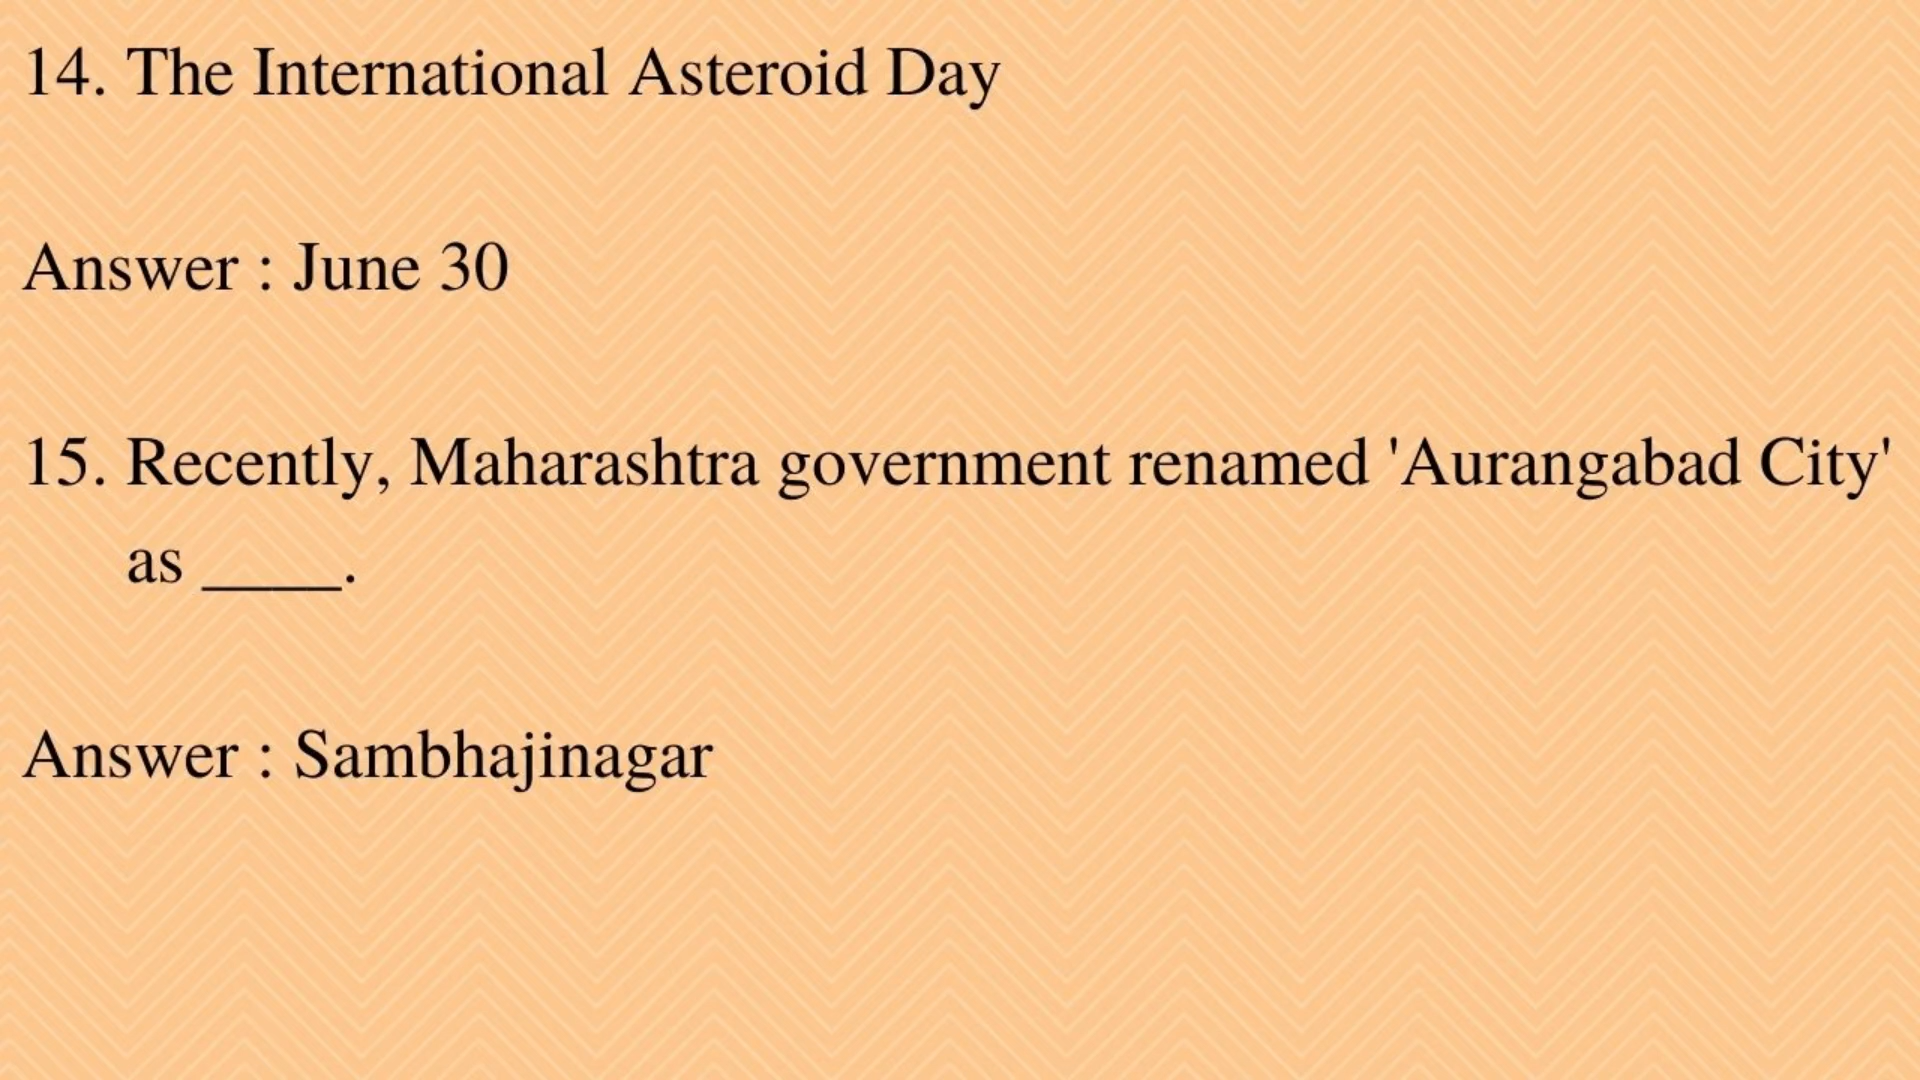 14. The International Asteroid Day
Answer : June 30
15. Recently, Maharashtra government renamed 'Aurangabad City'
as ____.
Answer : Sambhajinagar